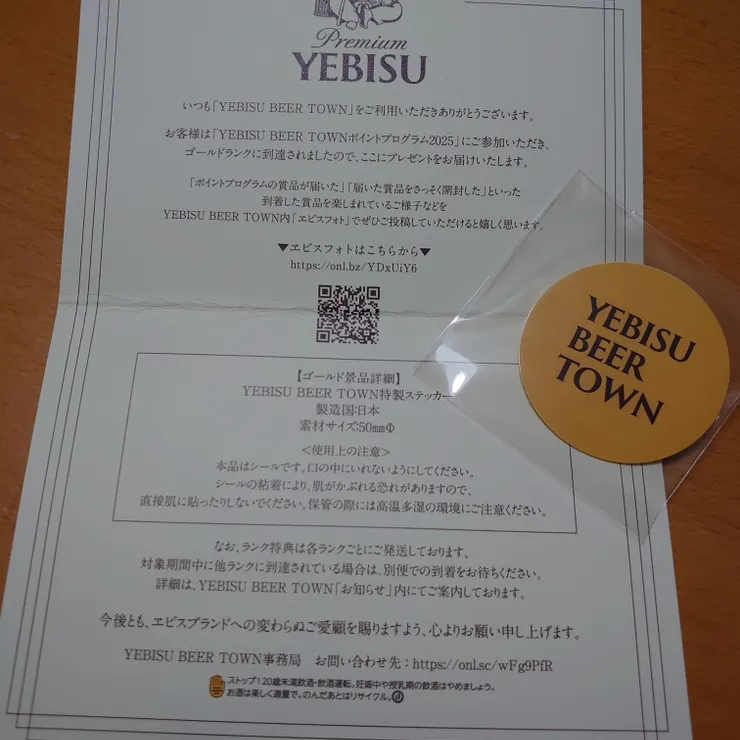 Premium
YEBISU
いつも「YEBISU BEER TOWN」をご利用いただきありがとうございます。
お客様は「YEBISU BEER TOWNポイントプログラム2025」にご参加いただき、
ゴールドランクに到達されましたので、ここにプレゼントをお届けいたします。
「ポイントプログラムの賞品が届いた」「届いた賞品をさっそく開封した」といった
到着した賞品を楽しまれているご様子などを
YEBISU BEER TOWN内「ヱビスフォト」でぜひご投稿していただけると嬉しく思います。
▼ヱビスフォトはこちらから▼
https://onl.bz/YDxUiY6
【ゴールド景品詳細】
YEBISU BEER TOWN特製ステッカー
製造国:日本
素材サイズ:50mmΦ
<使用上の注意>
本品はシールです。口の中にいれないようにしてください。
シールの粘着により、肌がかぶれる恐れがありますので、
直接肌に貼ったりしないでください。保管の際には高温多湿の環境にご注意ください。
なお、ランク特典は各ランクごとにご発送しております。
対象期間中に他ランクに到達されている場合は、別便での到着をお待ちください。
詳細は、YEBISU BEER TOWN「お知らせ」内にてご案内しております。
今後とも、ヱビスブランドへの変わらぬご愛顧を賜りますよう、心よりお願い申し上げます。
YEBISU BEER TOWN事務局 お問い合わせ先：https://onl.sc/wFg9PfR
ストップ！20歳未満飲酒・飲酒運転。妊娠中や授乳期の飲酒はやめましょう。
お酒は楽しく適量で。のんだあとはリサイクル。
YEBISU
BEER
TOWN